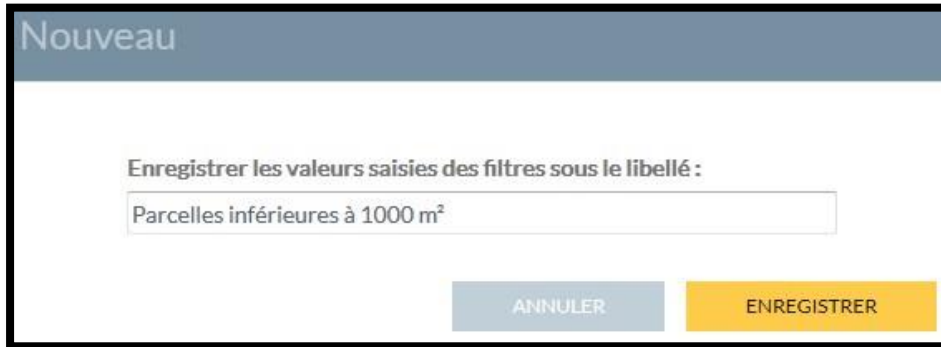 Nouveau
Enregistrer les valeurs saisies des filtres sous le libellé :
Parcelles inférieures à 1000 m²
ANNULER ENREGISTRER